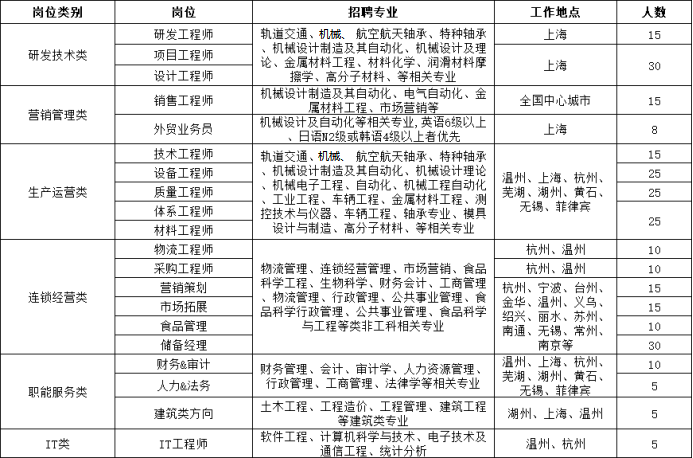 岗位类别 岗位 招聘专业 工作地点 人数
研发技术类
研发工程师
项目工程师
设计工程师
轨道交通、机械、 航空航天轴承、特种轴承
、机械设计制造及其自动化、机械设计及理
论、金属材料工程、材料化学、润滑材料摩
擦学、高分子材料、等相关专业
上海 15
上海 30
营销管理类
销售工程师
机械设计制造及其自动化、电气自动化、金
属材料工程、市场营销等
全国中心城市 15
外贸业务员
机械设计及自动化等相关专业,英语6级以上
、日语N2级或韩语4级以上者优先
上海 8
生产运营类
技术工程师
设备工程师
质量工程师
体系工程师
材料工程师
轨道交通、机械、 航空航天轴承、特种轴承
、机械设计制造及其自动化、机械设计理论
、机械电子工程、自动化、机械工程自动化
、工业工程、车辆工程、金属材料工程、测
控技术与仪器、车辆工程、轴承专业、模具
设计与制造、高分子材料、等相关专业
温州、上海、杭州、
芜湖、湖州、黄石、
无锡、菲律宾
15
25
25
25
连锁经营类
物流工程师
采购工程师
营销策划
市场拓展
食品管理
储备经理
物流管理、连锁经营管理、市场营销、食品
科学工程、生物科学、财务会计、工商管理
、物流管理、行政管理、公共事业管理、食
品科学行政管理、公共事业管理、食品科学
与工程等类非工科相关专业
杭州、温州 10
杭州、温州 10
杭州、宁波、台州、
金华、温州、义乌、
绍兴、丽水、苏州、
南通、无锡、常州、
南京等
15
15
10
30
职能服务类
财务&审计
人力&法务
财务管理、会计、审计学、人力资源管理、
行政管理、工商管理、法律学等相关专业
温州、上海、杭州、
芜湖、湖州、黄石、
无锡、菲律宾
10
5
建筑类方向
土木工程、工程造价、工程管理、建筑工程
等建筑类专业
湖州、上海、温州 5
IT类 IT工程师
软件工程、计算机科学与技术、电子技术及
通信工程、统计分析
温州、杭州 5